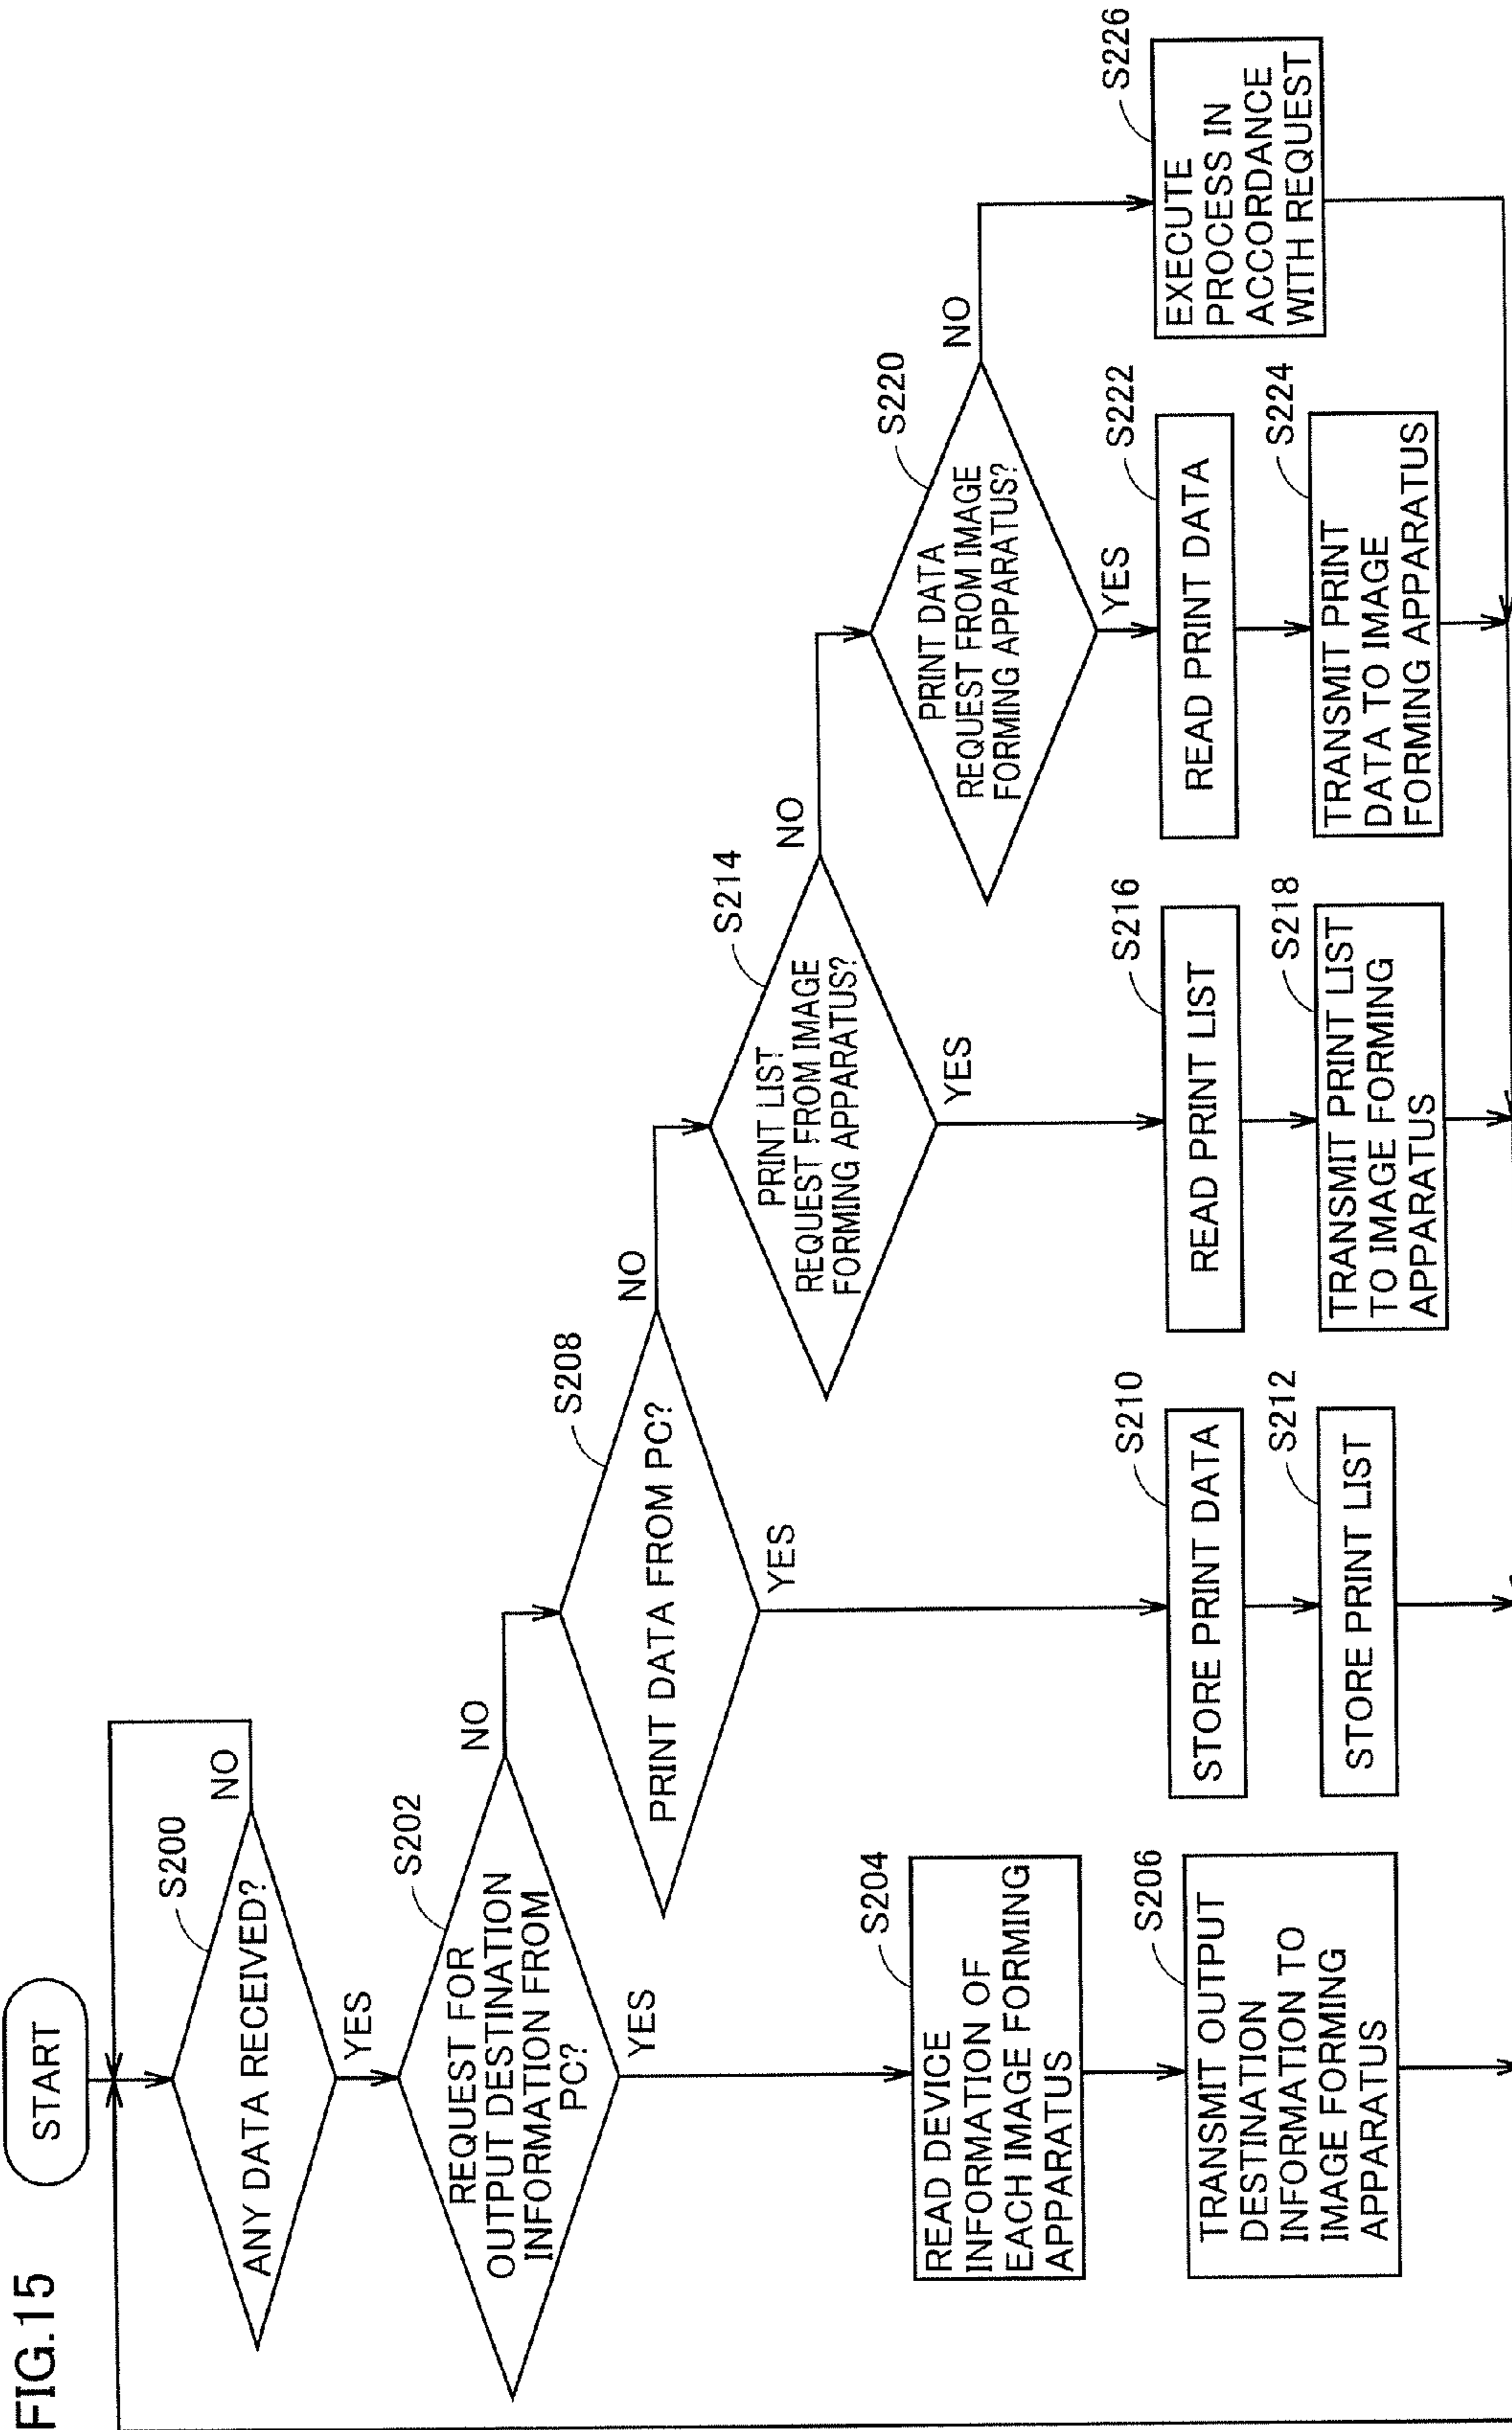 FIG.15
START
S200
ANY DATA RECEIVED?
NO
YES
S202
REQUEST FOR
OUTPUT DESTINATION
INFORMATION FROM
PC?
NO
YES
S204
READ DEVICE
INFORMATION OF
EACH IMAGE FORMING
APPARATUS
S206
TRANSMIT OUTPUT
DESTINATION
INFORMATION TO
IMAGE FORMING
APPARATUS
S208
PRINT DATA FROM PC?
NO
YES
S210
STORE PRINT DATA
S212
STORE PRINT LIST
S214
PRINT LIST
REQUEST FROM IMAGE
FORMING APPARATUS?
NO
YES
S216
READ PRINT LIST
S218
TRANSMIT PRINT LIST
TO IMAGE FORMING
APPARATUS
S220
PRINT DATA
REQUEST FROM IMAGE
FORMING APPARATUS?
NO
YES
S222
READ PRINT DATA
S224
TRANSMIT PRINT
DATA TO IMAGE
FORMING APPARATUS
S226
EXECUTE
PROCESS IN
ACCORDANCE
WITH REQUEST